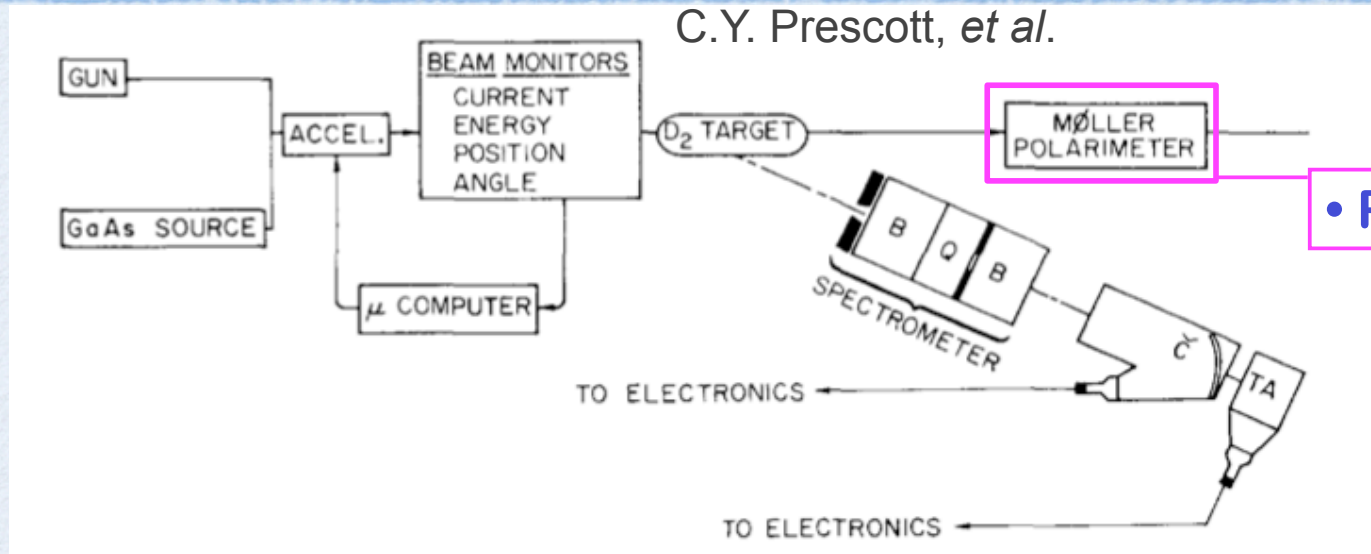 C.Y. Prescott, et al.
GUN
GaAs SOURCE
ACCEL.
BEAM MONITORS
CURRENT
ENERGY
POSITION
ANGLE
μ COMPUTER
D₂ TARGET
MØLLER
POLARIMETER
•
B
Q
B
SPECTROMETER
Č
TA
TO ELECTRONICS
TO ELECTRONICS